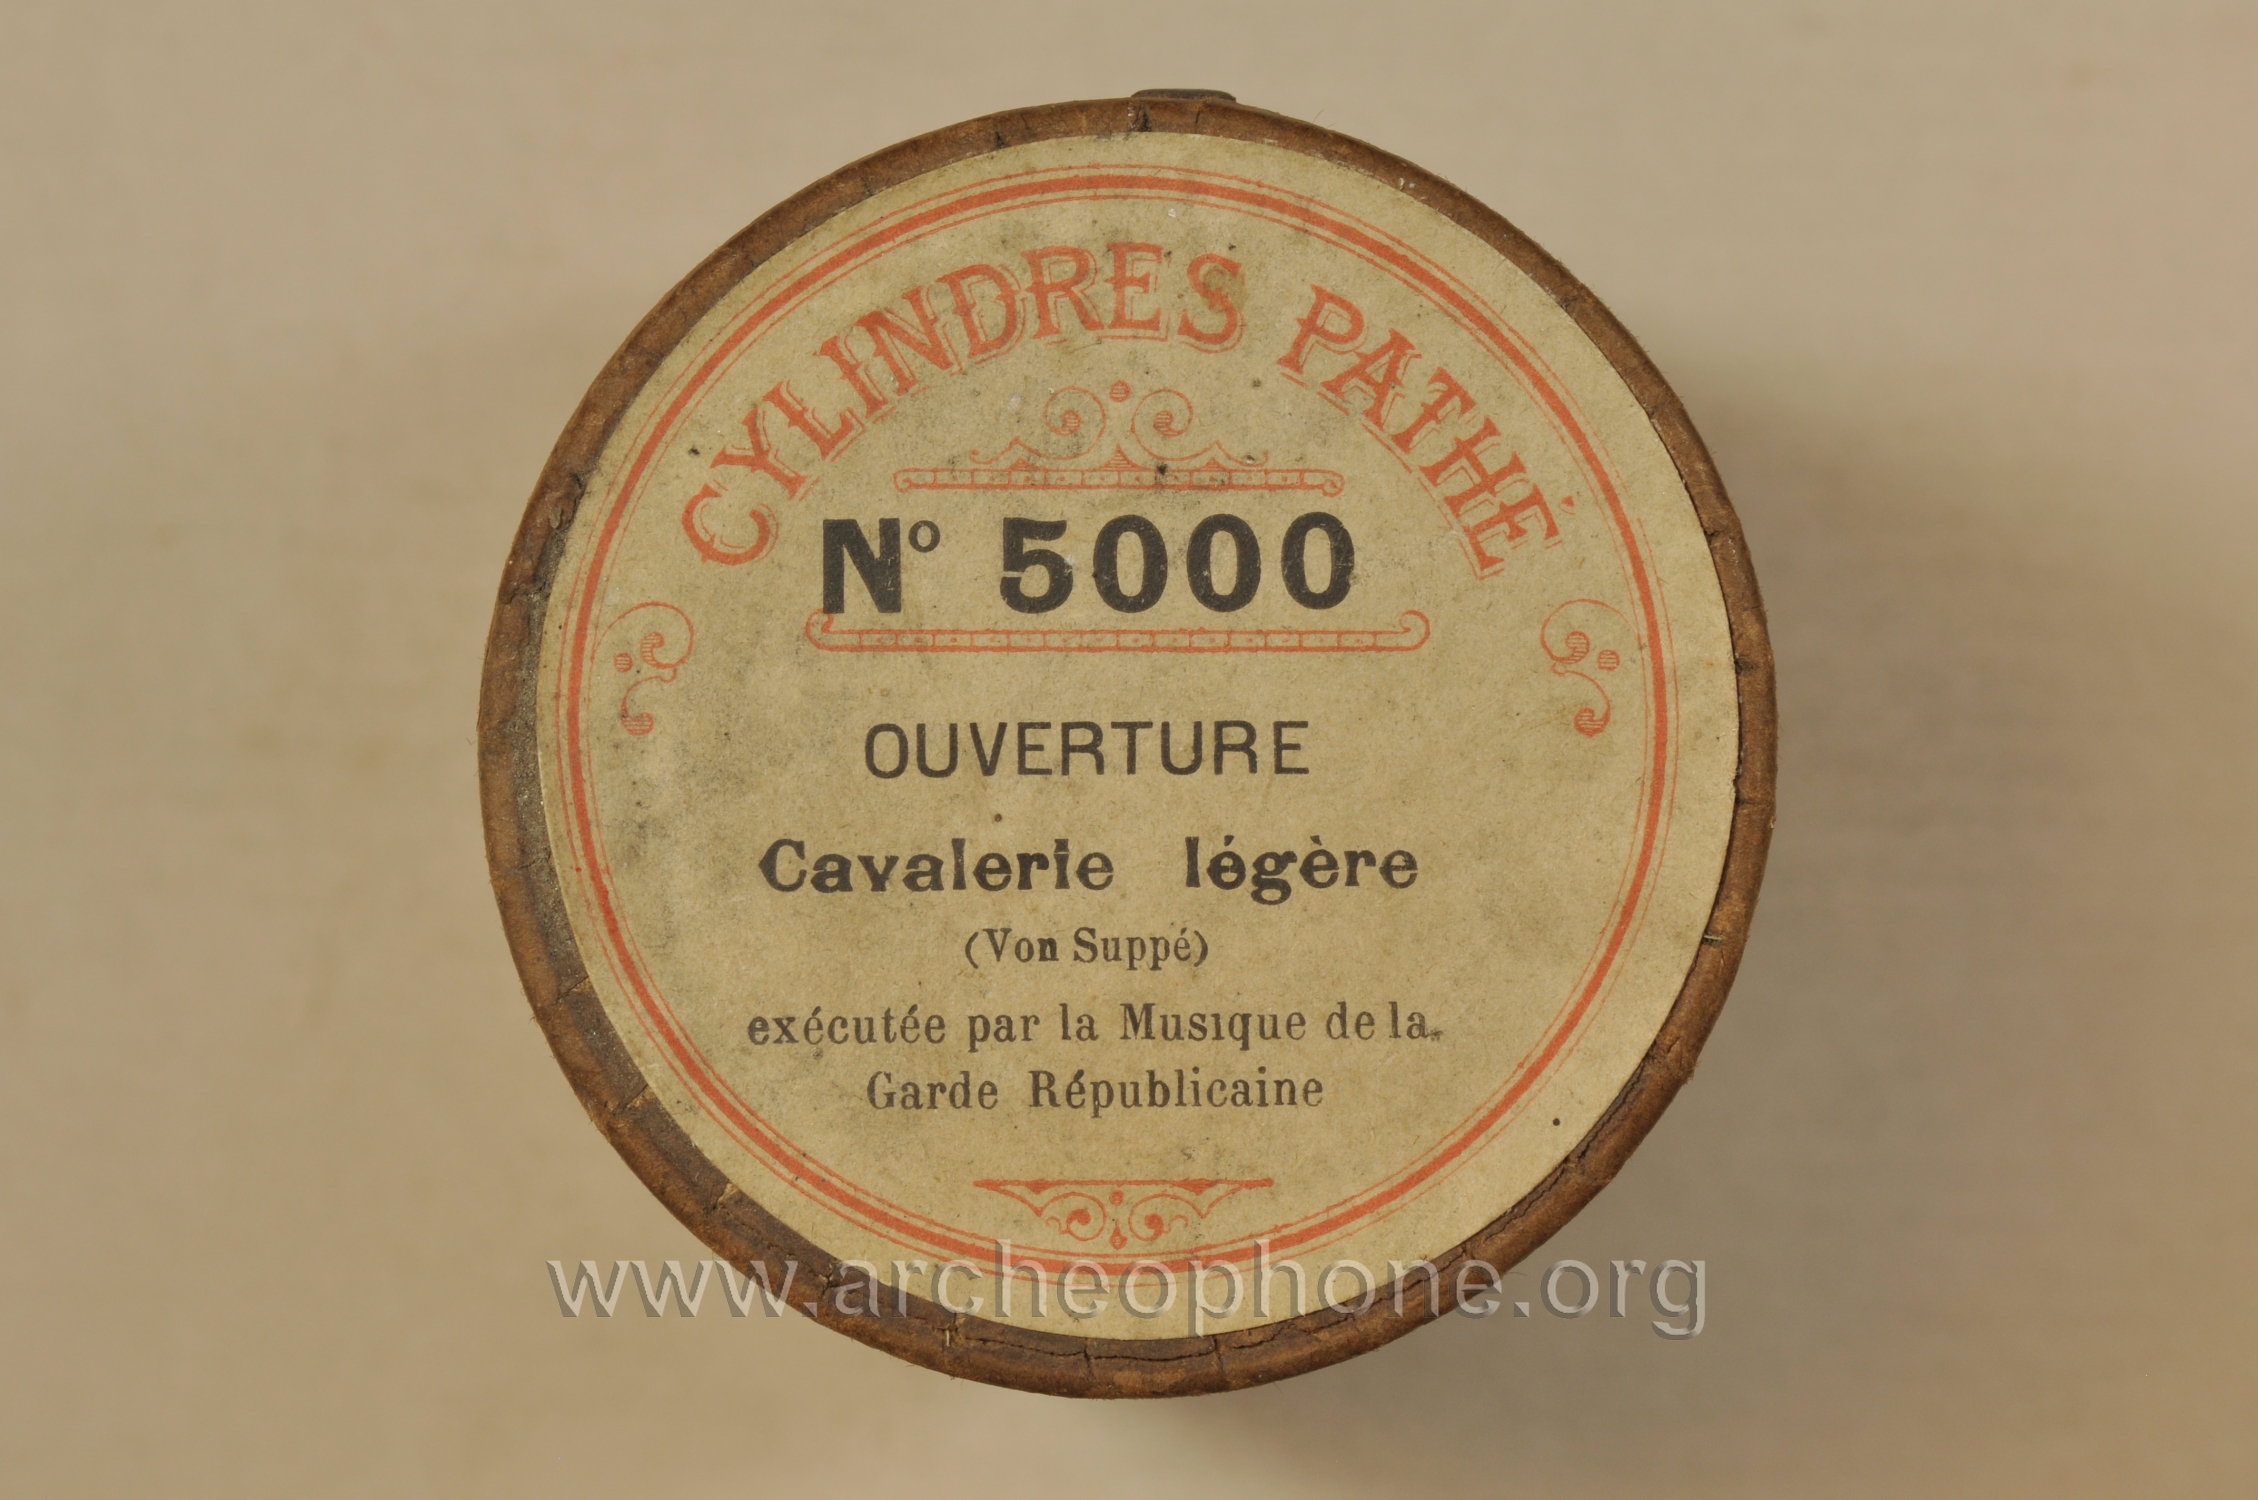 CYLINDRES PATHÉ
Nº 5000
OUVERTURE
Cavalerie légère
(Von Suppé)
exécutée par la Musique de la
Garde Républicaine
www.archeophone.org